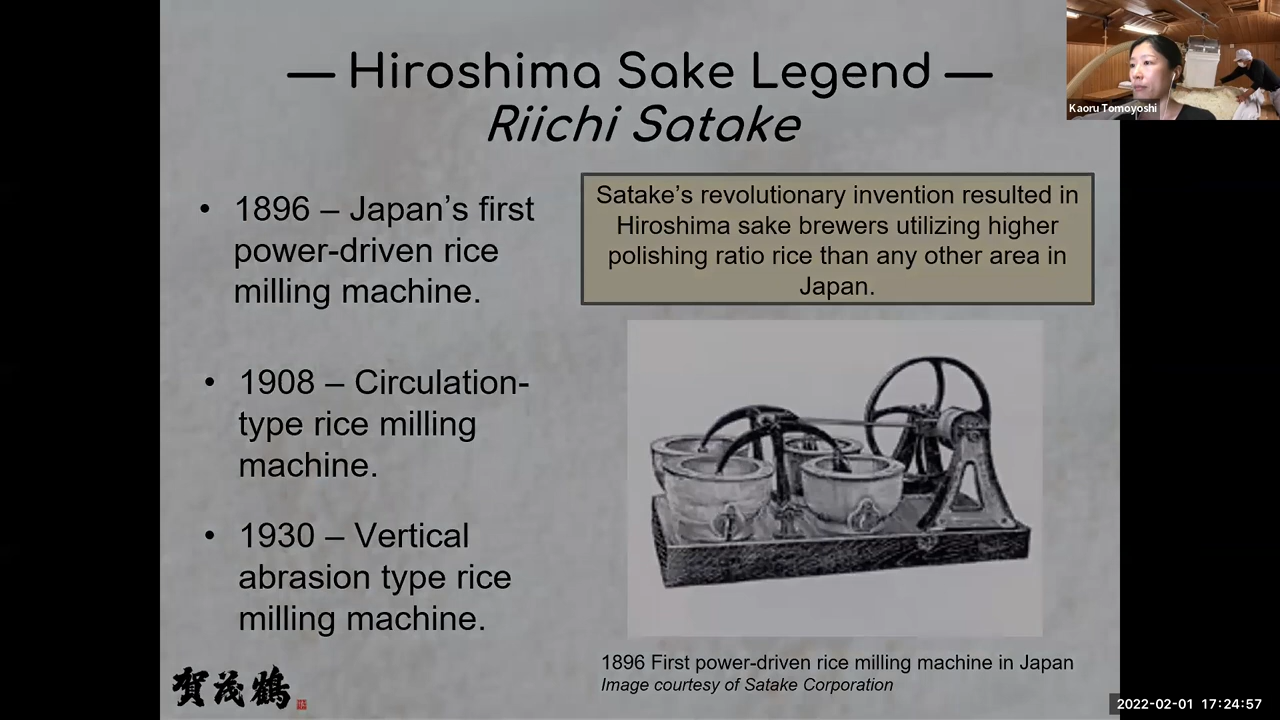 — Hiroshima Sake Legend —
Riichi Satake
• 1896 – Japan’s first
power-driven rice
milling machine.
• 1908 – Circulation-
type rice milling
machine.
• 1930 – Vertical
abrasion type rice
milling machine.
Satake’s revolutionary invention resulted in
Hiroshima sake brewers utilizing higher
polishing ratio rice than any other area in
Japan.
1896 First power-driven rice milling machine in Japan
Image courtesy of Satake Corporation
賀茂鶴
Kaoru Tomoyoshi
2022-02-01 17:24:57